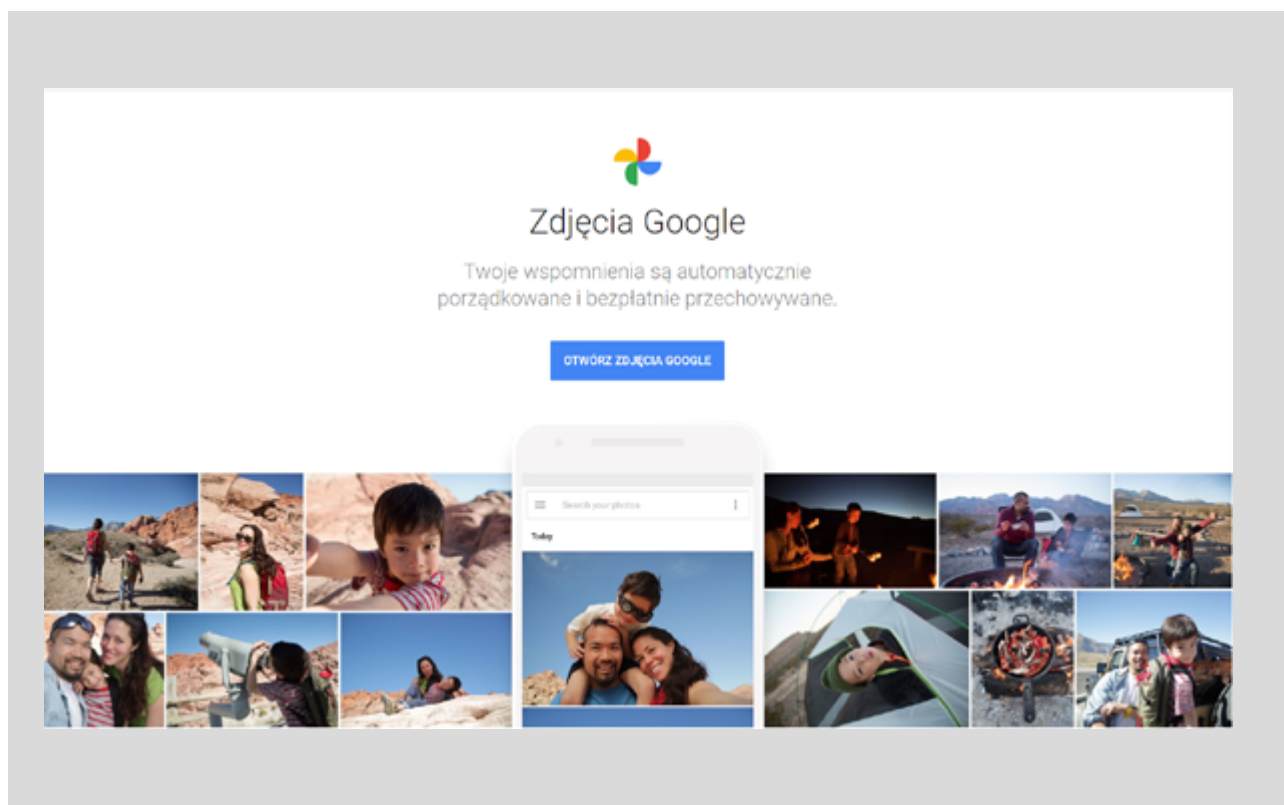 Zdjęcia Google
Twoje wspomnienia są automatycznie
porządkowane i bezpłatnie przechowywane.
OTWÓRZ ZDJĘCIA GOOGLE
Search your photos
Today